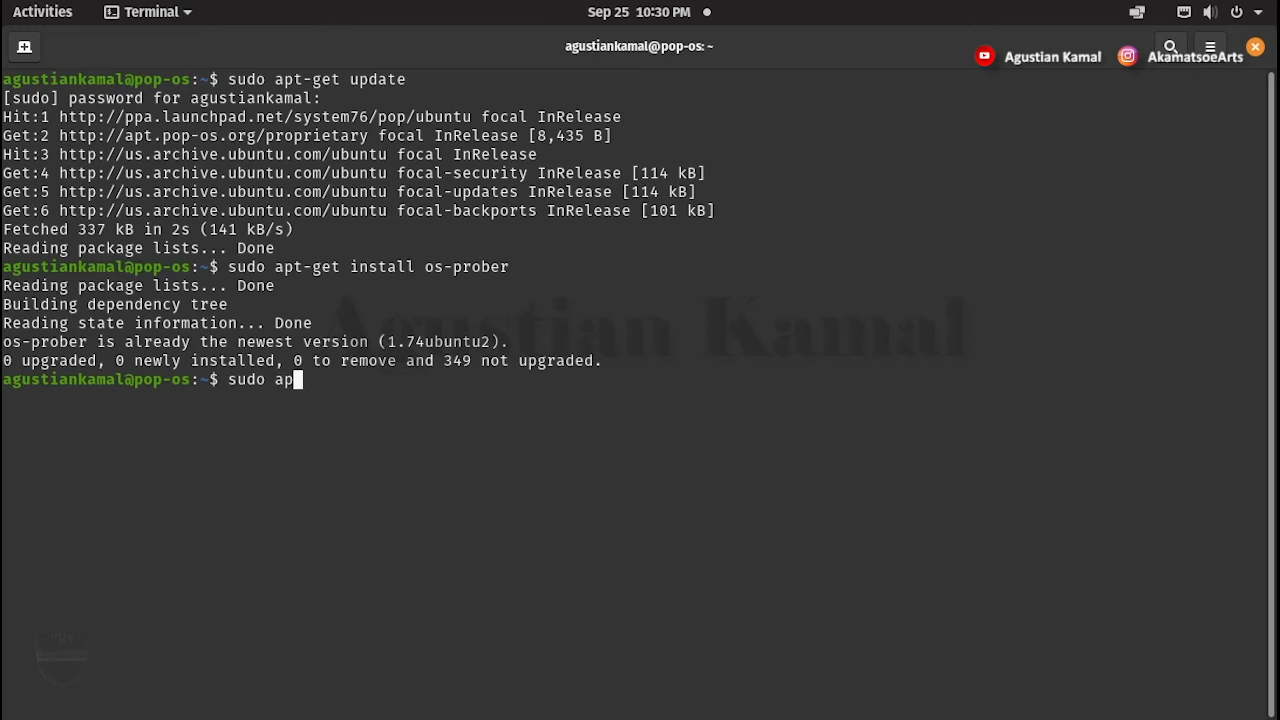 Activities Terminal Sep 25 10:30 PM
agustiankamal@pop-os: ~
Agustian Kamal AkamatsoeArts
agustiankamal@pop-os:~$ sudo apt-get update
[sudo] password for agustiankamal:
Hit:1 http://ppa.launchpad.net/system76/pop/ubuntu focal InRelease
Get:2 http://apt.pop-os.org/proprietary focal InRelease [8,435 B]
Hit:3 http://us.archive.ubuntu.com/ubuntu focal InRelease
Get:4 http://us.archive.ubuntu.com/ubuntu focal-security InRelease [114 kB]
Get:5 http://us.archive.ubuntu.com/ubuntu focal-updates InRelease [114 kB]
Get:6 http://us.archive.ubuntu.com/ubuntu focal-backports InRelease [101 kB]
Fetched 337 kB in 2s (141 kB/s)
Reading package lists... Done
agustiankamal@pop-os:~$ sudo apt-get install os-prober
Reading package lists... Done
Building dependency tree
Reading state information... Done
Agustian Kamal
os-prober is already the newest version (1.74ubuntu2).
0 upgraded, 0 newly installed, 0 to remove and 349 not upgraded.
agustiankamal@pop-os:~$ sudo ap